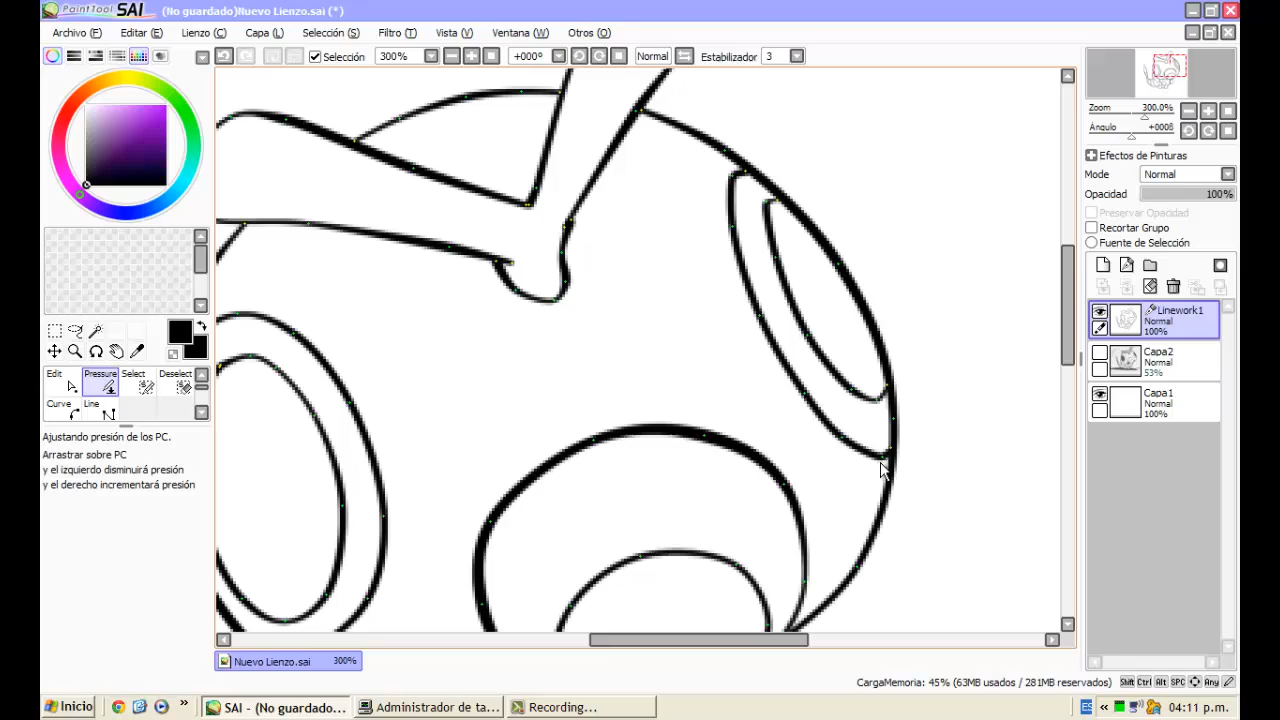 PaintTool SAI (No guardado)Nuevo Lienzo.sai (*)
Archivo (F) Editar (E) Lienzo (C) Capa (L) Selección (S) Filtro (T) Vista (V) Ventana (W) Otros (O)
Selección 300% +000º Normal Estabilizador 3
Zoom 300.0%
Ángulo +000ß
Efectos de Pinturas
Mode Normal
Opacidad 100%
Preservar Opacidad
Recortar Grupo
Fuente de Selección
Linework1
Normal
100%
Capa2
Normal
53%
Capa1
Normal
100%
Edit Pressure Select Deselect
Curve Line
Ajustando presión de los PC.
Arrastrar sobre PC
y el izquierdo disminuirá presión
y el derecho incrementará presión
Nuevo Lienzo.sai 300%
CargaMemoria: 45% (63MB usados / 281MB reservados) Shift Ctrl Alt SPC Any
Inicio » SAI - (No guardado... Administrador de ta... Recording... ES « 04:11 p.m.